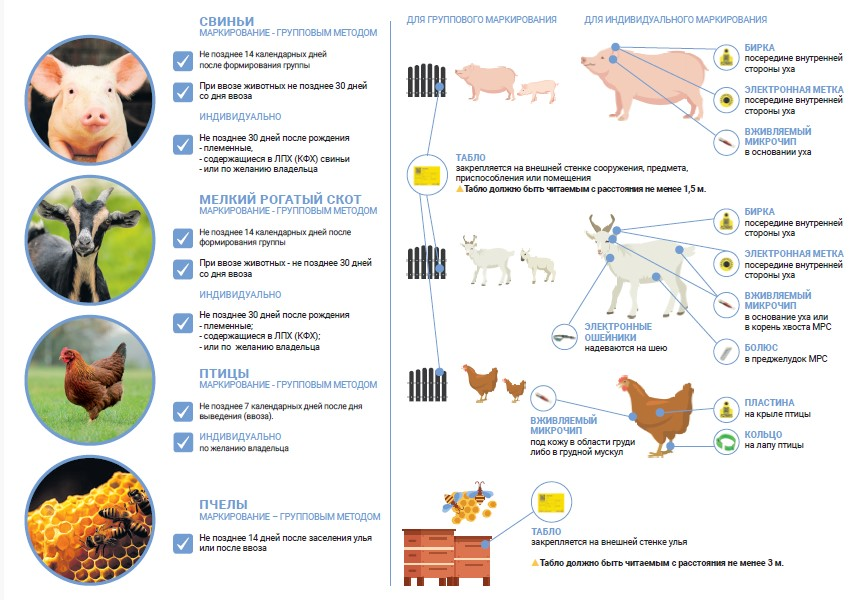 СВИНЬИ
МАРКИРОВАНИЕ - ГРУППОВЫМ МЕТОДОМ
Не позднее 14 календарных дней
после формирования группы
При ввозе животных не позднее 30 дней
со дня ввоза
ИНДИВИДУАЛЬНО
Не позднее 30 дней после рождения
- племенные,
- содержащиеся в ЛПХ (КФХ) свиньи
- или по желанию владельца
МЕЛКИЙ РОГАТЫЙ СКОТ
МАРКИРОВАНИЕ - ГРУППОВЫМ МЕТОДОМ
Не позднее 14 календарных дней после
формирования группы
При ввозе животных - не позднее 30 дней
со дня ввоза
ИНДИВИДУАЛЬНО
Не позднее 30 дней после рождения
- племенные;
- содержащиеся в ЛПХ (КФХ);
- или по желанию владельца
ПТИЦЫ
МАРКИРОВАНИЕ - ГРУППОВЫМ МЕТОДОМ
Не позднее 7 календарных дней после дня
выведения (ввоза).
ИНДИВИДУАЛЬНО
по желанию владельца
ПЧЕЛЫ
МАРКИРОВАНИЕ – ГРУППОВЫМ МЕТОДОМ
Не позднее 14 дней после заселения улья
или после ввоза
ДЛЯ ГРУППОВОГО МАРКИРОВАНИЯ
ДЛЯ ИНДИВИДУАЛЬНОГО МАРКИРОВАНИЯ
БИРКА
посередине внутренней
стороны уха
ЭЛЕКТРОННАЯ МЕТКА
посередине внутренней
стороны уха
ВЖИВЛЯЕМЫЙ
МИКРОЧИП
в основании уха
ТАБЛО
закрепляется на внешней стенке сооружения, предмета,
приспособления или помещения
Табло должно быть читаемым с расстояния не менее 1,5 м.
БИРКА
посередине внутренней
стороны уха
ЭЛЕКТРОННАЯ МЕТКА
посередине внутренней
стороны уха
ВЖИВЛЯЕМЫЙ
МИКРОЧИП
в основание уха или
в корень хвоста МРС
БОЛЮС
в преджелудок МРС
ЭЛЕКТРОННЫЕ
ОШЕЙНИКИ
надеваются на шею
ВЖИВЛЯЕМЫЙ
МИКРОЧИП
под кожу в области груди
либо в грудной мускул
ПЛАСТИНА
на крыле птицы
КОЛЬЦО
на лапу птицы
ТАБЛО
закрепляется на внешней стенке улья
Табло должно быть читаемым с расстояния не менее 3 м.